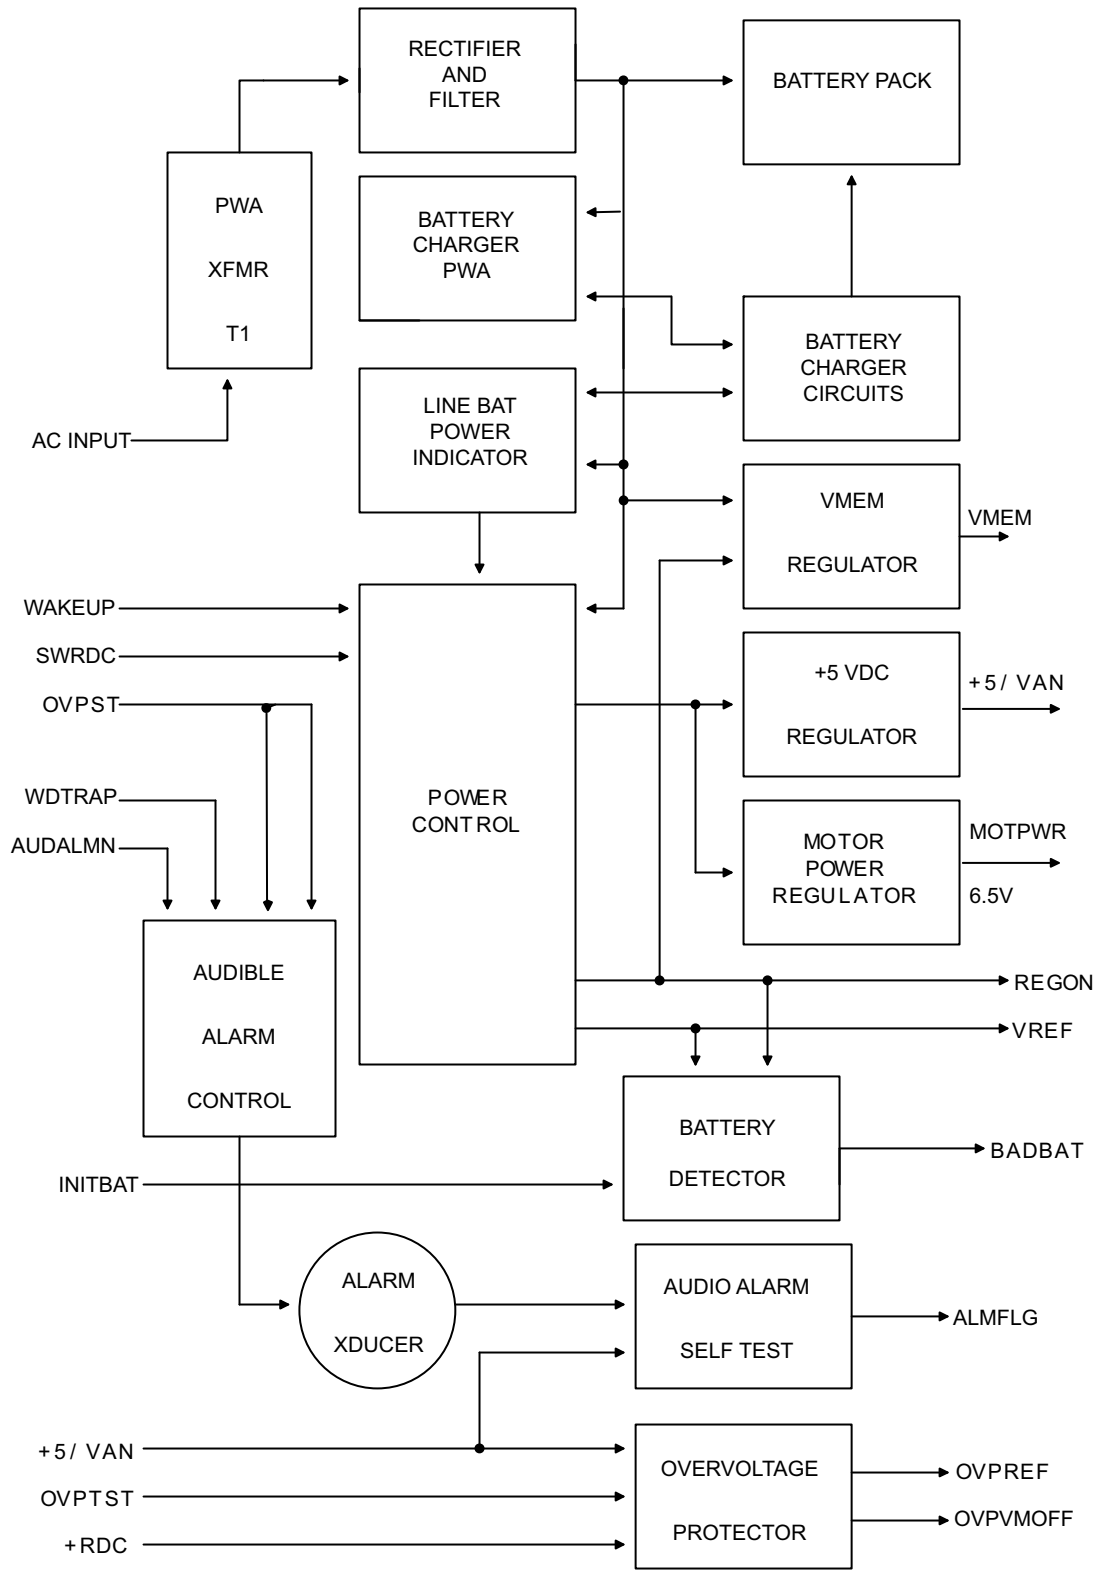 RECTIFIER
AND
FILTER
BATTERY PACK
PWA
XFMR
T1
BATTERY
CHARGER
PWA
BATTERY
CHARGER
CIRCUITS
LINE BAT
POWER
INDICATOR
AC INPUT
VMEM
REGULATOR
VMEM
WAKEUP
SWRDC
OVPST
+5 VDC
REGULATOR
+5/ VAN
WDTRAP
AUDALMN
POWER
CONTROL
MOTOR
POWER
REGULATOR
MOTPWR
6.5V
AUDIBLE
ALARM
CONTROL
REGON
VREF
BATTERY
DETECTOR
BADBAT
INITBAT
ALARM
XDUCER
AUDIO ALARM
SELF TEST
ALMFLG
+5/ VAN
OVPTST
+RDC
OVERVOLTAGE
PROTECTOR
OVPREF
OVPVMOFF